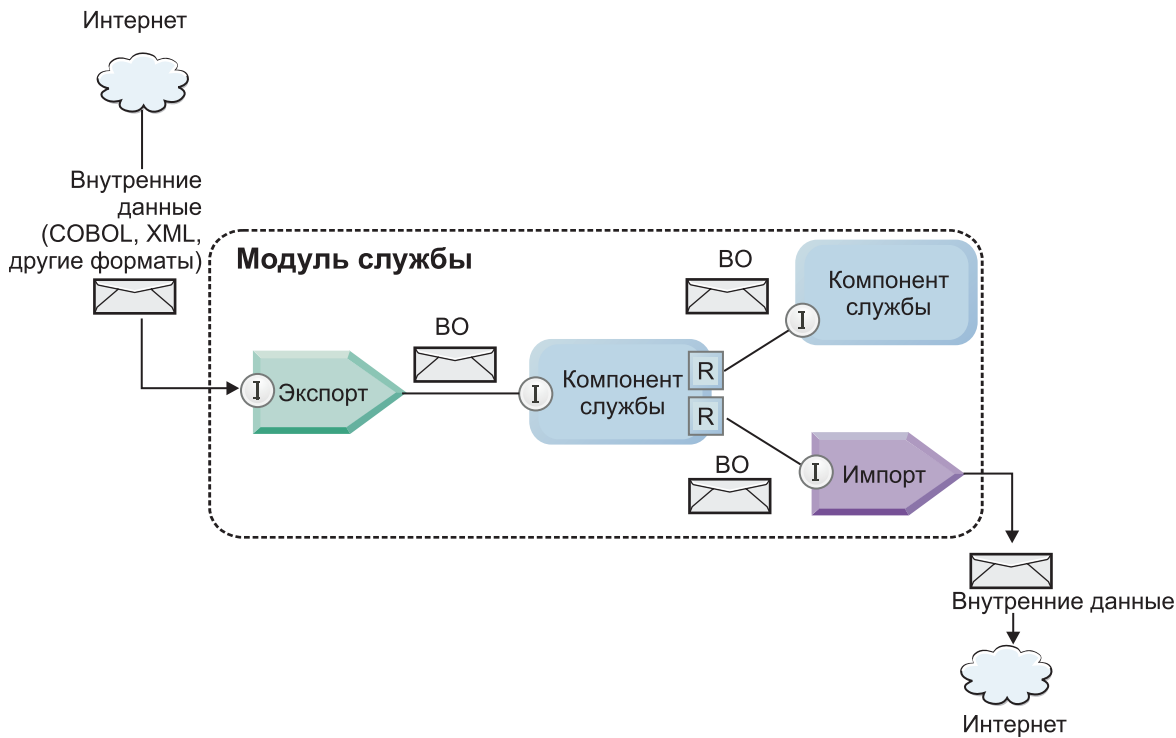 Интернет
Внутренние
данные
(COBOL, XML,
другие форматы)
Модуль службы
I
Экспорт
BO
I
Компонент
службы
R
R
BO
I
Компонент
службы
BO
I
Импорт
Внутренние данные
Интернет